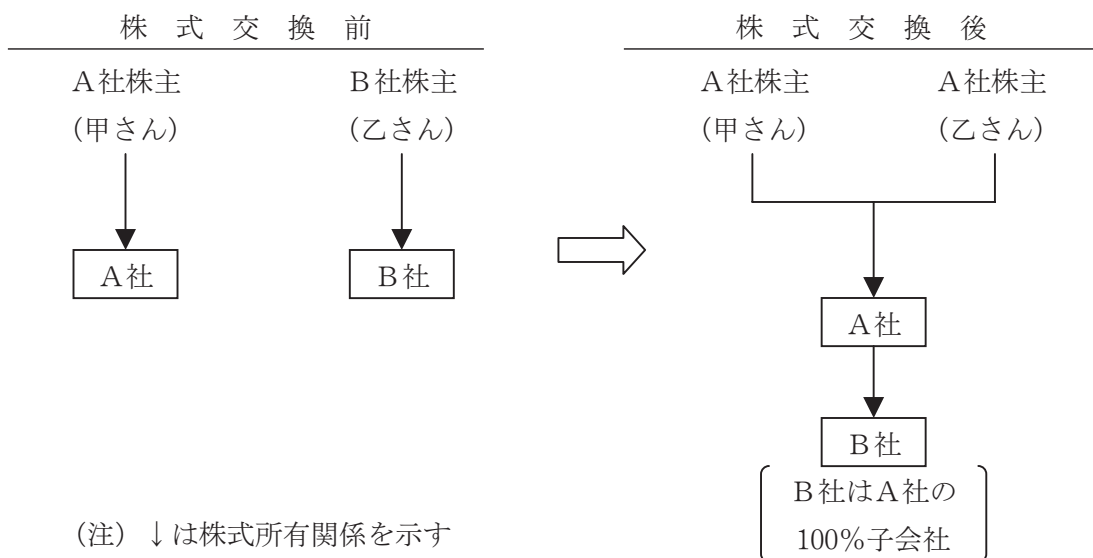 株式交換前
A社株主
(甲さん)
A社
B社株主
(乙さん)
B社
(注) ↓は株式所有関係を示す
株式交換後
A社株主
(甲さん)
A社株主
(乙さん)
A社
B社
B社はA社の
100%子会社